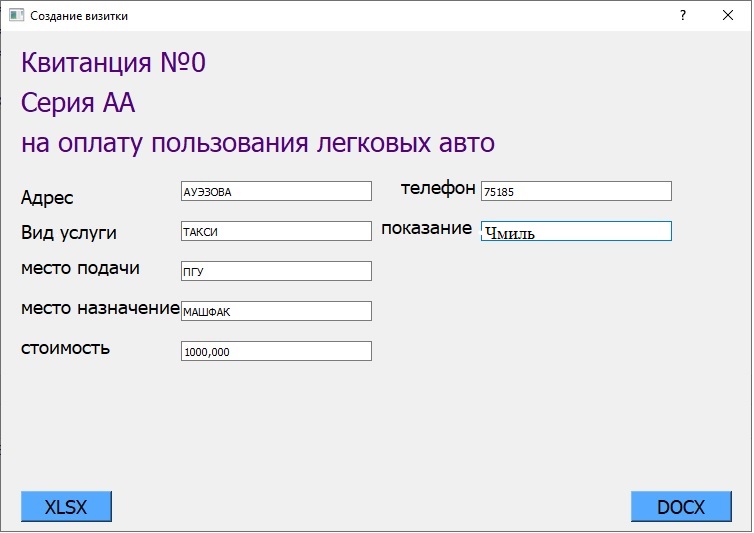 Создание визитки
Квитанция №0
Серия АА
на оплату пользования легковых авто
Адрес АУЭЗОВА телефон 75185
Вид услуги ТАКСИ показание Чмиль
место подачи ПГУ
место назначение МАШФАК
стоимость 1000,000
XLSX DOCX